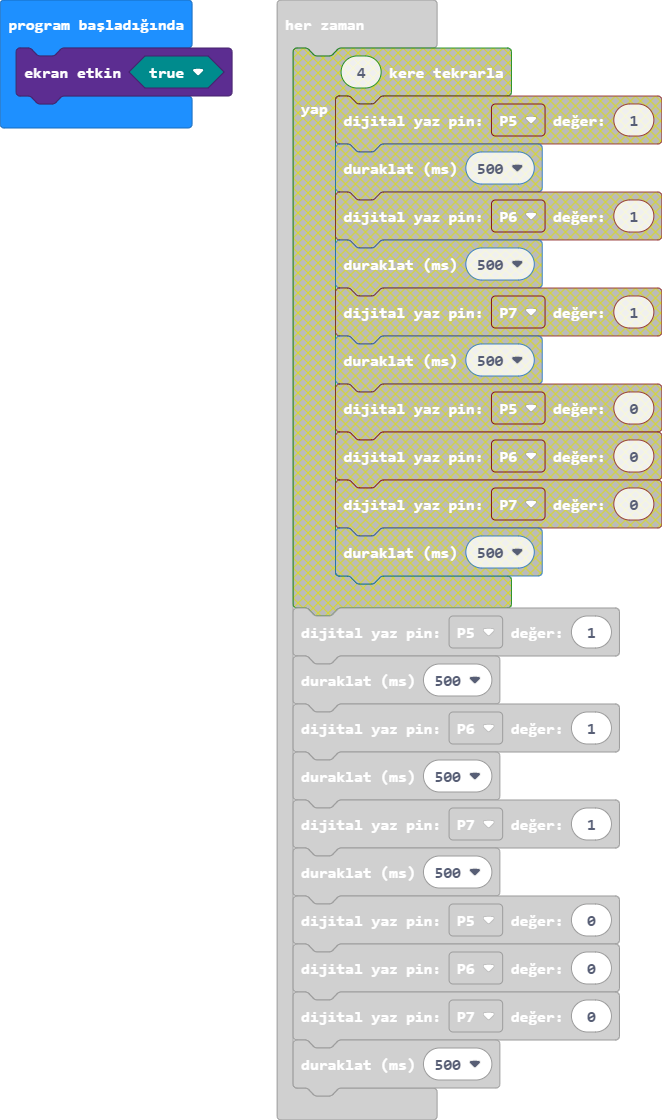 program başladığında
ekran etkin true
her zaman
4 kere tekrarla
yap
dijital yaz pin: P5 değer: 1
duraklat (ms) 500
dijital yaz pin: P6 değer: 1
duraklat (ms) 500
dijital yaz pin: P7 değer: 1
duraklat (ms) 500
dijital yaz pin: P5 değer: 0
dijital yaz pin: P6 değer: 0
dijital yaz pin: P7 değer: 0
duraklat (ms) 500
dijital yaz pin: P5 değer: 1
duraklat (ms) 500
dijital yaz pin: P6 değer: 1
duraklat (ms) 500
dijital yaz pin: P7 değer: 1
duraklat (ms) 500
dijital yaz pin: P5 değer: 0
dijital yaz pin: P6 değer: 0
dijital yaz pin: P7 değer: 0
duraklat (ms) 500